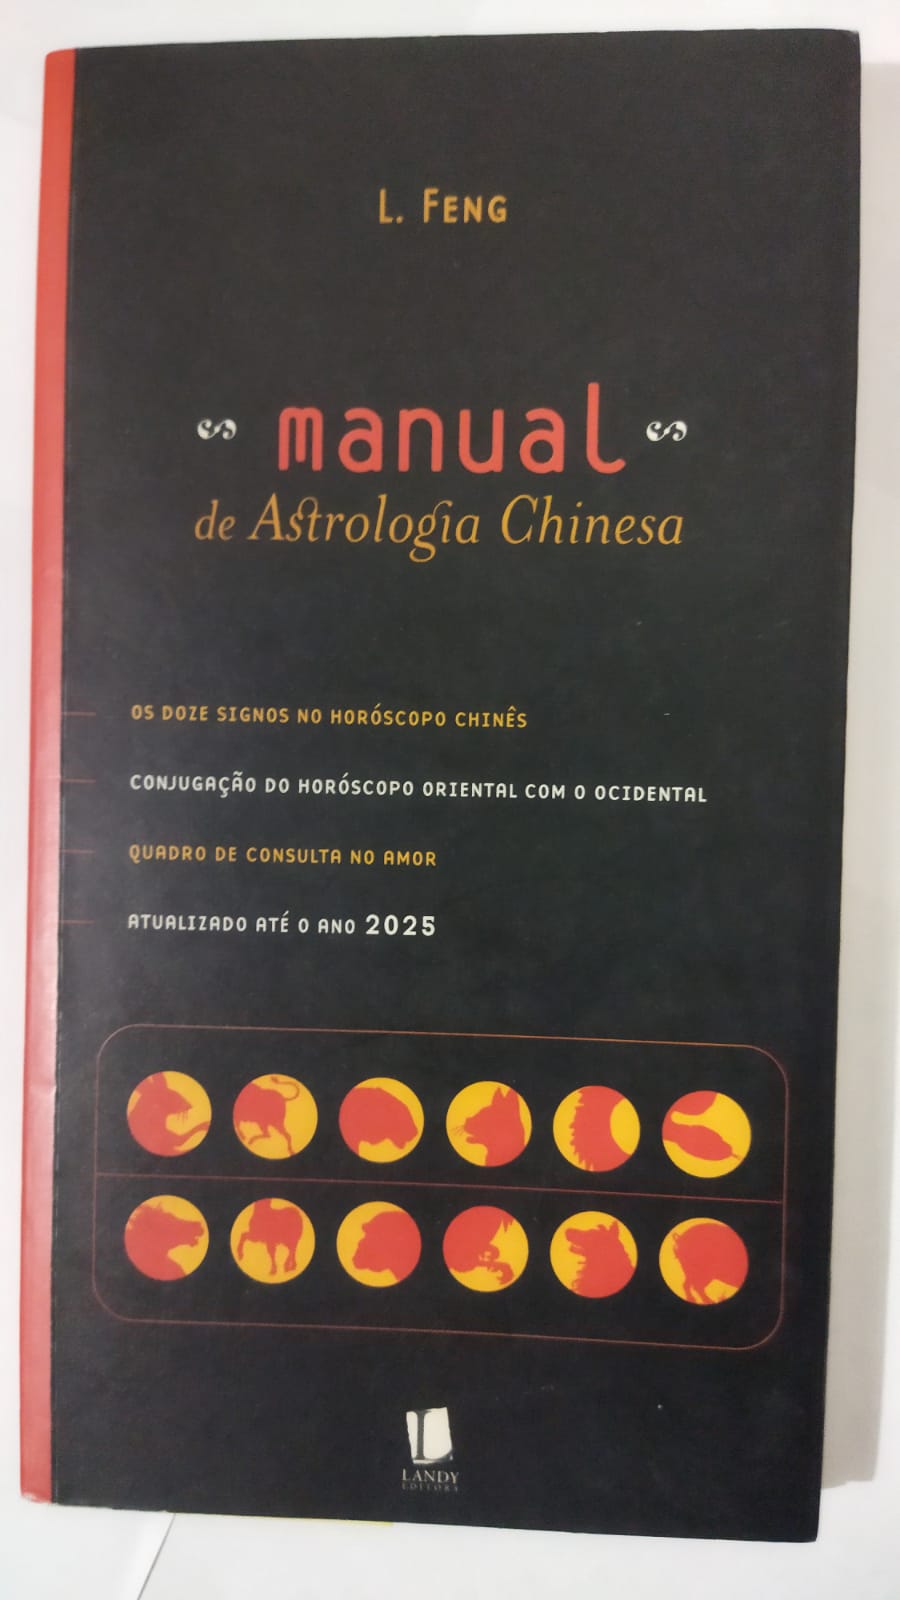 L. FENG
manual
de Astrologia Chinesa
OS DOZE SIGNOS NO HORÓSCOPO CHINÊS
CONJUGAÇÃO DO HORÓSCOPO ORIENTAL COM O OCIDENTAL
QUADRO DE CONSULTA NO AMOR
ATUALIZADO ATÉ O ANO 2025
L
LANDY
EDITORA